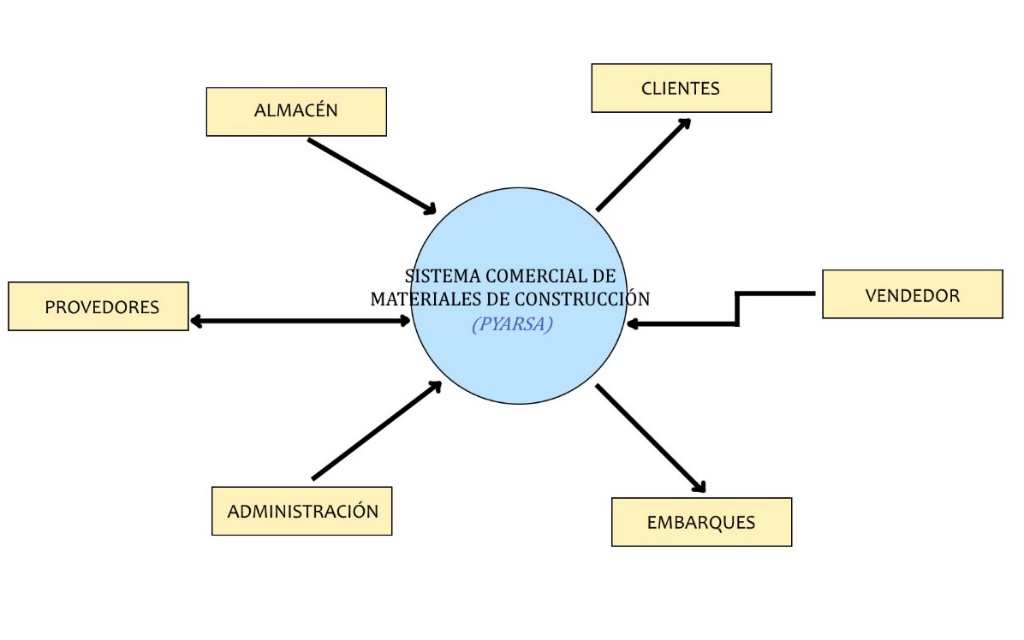 CLIENTES
ALMACÉN
SISTEMA COMERCIAL DE
MATERIALES DE CONSTRUCCIÓN
(PYARSA)
PROVEDORES
VENDEDOR
ADMINISTRACIÓN
EMBARQUES